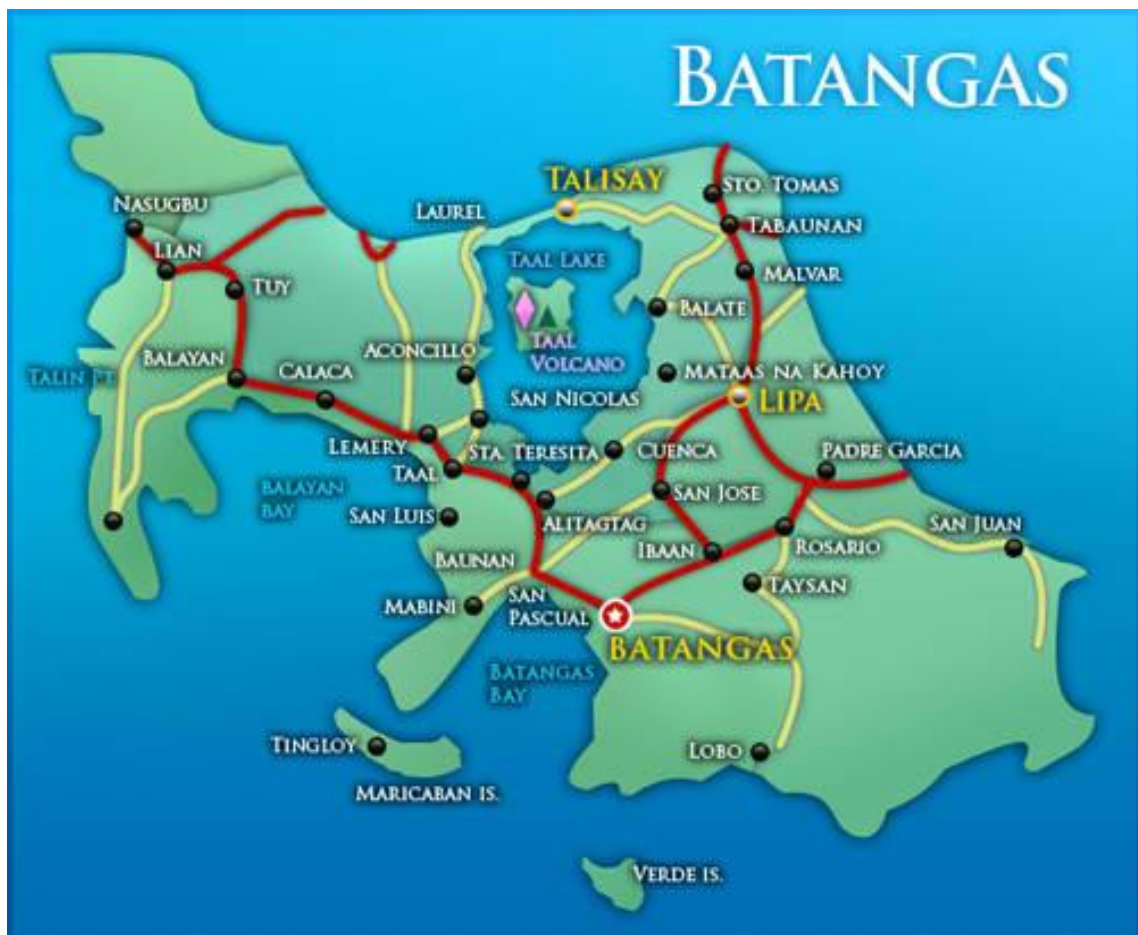 BATANGAS
TALISAY
STO. TOMAS
NASUGBU
LAUREL
TABAUNAN
LIAN
TAAL LAKE
MALVAR
TUY
BALATE
TAAL
VOLCANO
ACONCILLO
BALAYAN
CALACA
TALIN PT.
MATAAS NA KAHOY
SAN NICOLAS
LIPA
LEMERY
STA. TERESITA
CUENCA
PADRE GARCIA
TAAL
BALAYAN
BAY
SAN JOSE
SAN LUIS
ALITAGTAG
SAN JUAN
IBAAN
ROSARIO
BAUNAN
TAYSAN
MABINI
SAN
PASCUAL
BATANGAS
BATANGAS
BAY
TINGLOY
LOBO
MARICABAN IS.
VERDE IS.